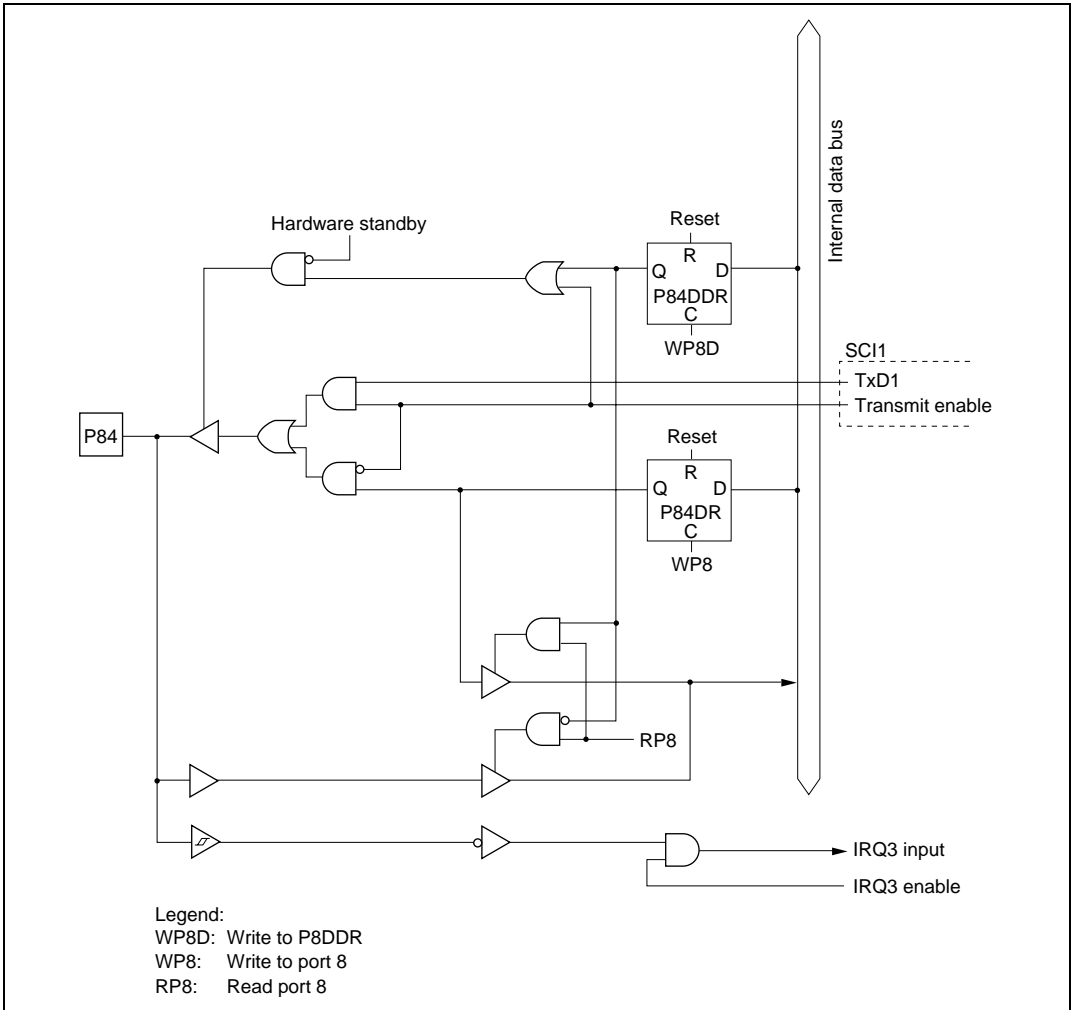 Internal data bus
Hardware standby
Reset
R
Q D
P84DDR
C
WP8D
SCI1
TxD1
Transmit enable
P84
Reset
R
Q D
P84DR
C
WP8
RP8
IRQ3 input
IRQ3 enable
Legend:
WP8D: Write to P8DDR
WP8: Write to port 8
RP8: Read port 8